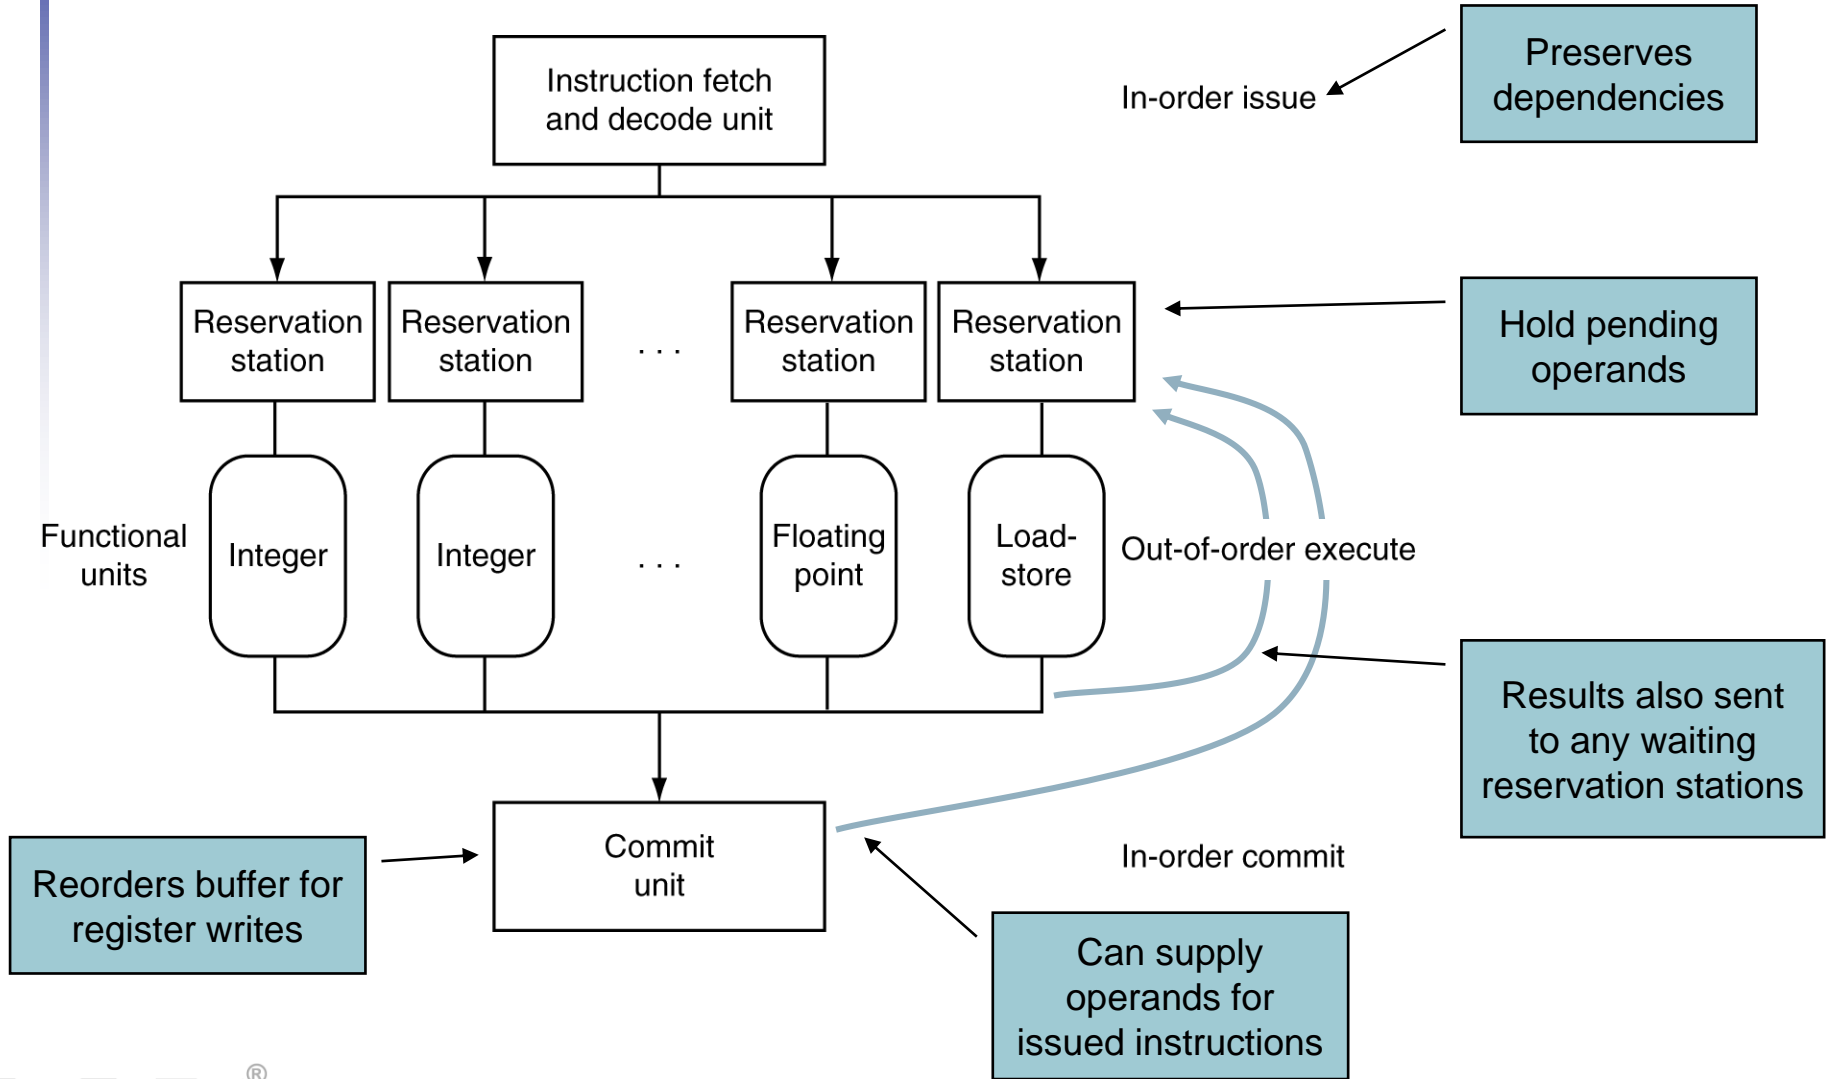 Instruction fetch
and decode unit
In-order issue
Preserves
dependencies
Reservation
station
Reservation
station
. . .
Reservation
station
Reservation
station
Hold pending
operands
Functional
units
Integer
Integer
. . .
Floating
point
Load-
store
Out-of-order execute
Results also sent
to any waiting
reservation stations
Commit
unit
In-order commit
Reorders buffer for
register writes
Can supply
operands for
issued instructions
®